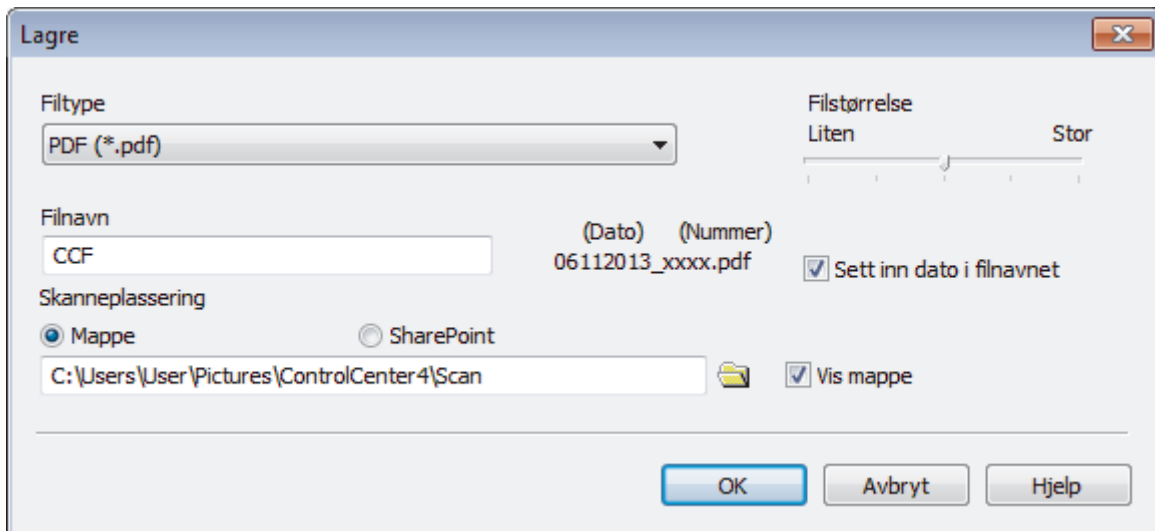 Lagre
Filtype
PDF (*.pdf)
Filstørrelse
Liten Stor
Filnavn
CCF
(Dato) (Nummer)
06112013_xxxx.pdf
Sett inn dato i filnavnet
Skanneplassering
Mappe SharePoint
C:\Users\User\Pictures\ControlCenter4\Scan
Vis mappe
OK Avbryt Hjelp